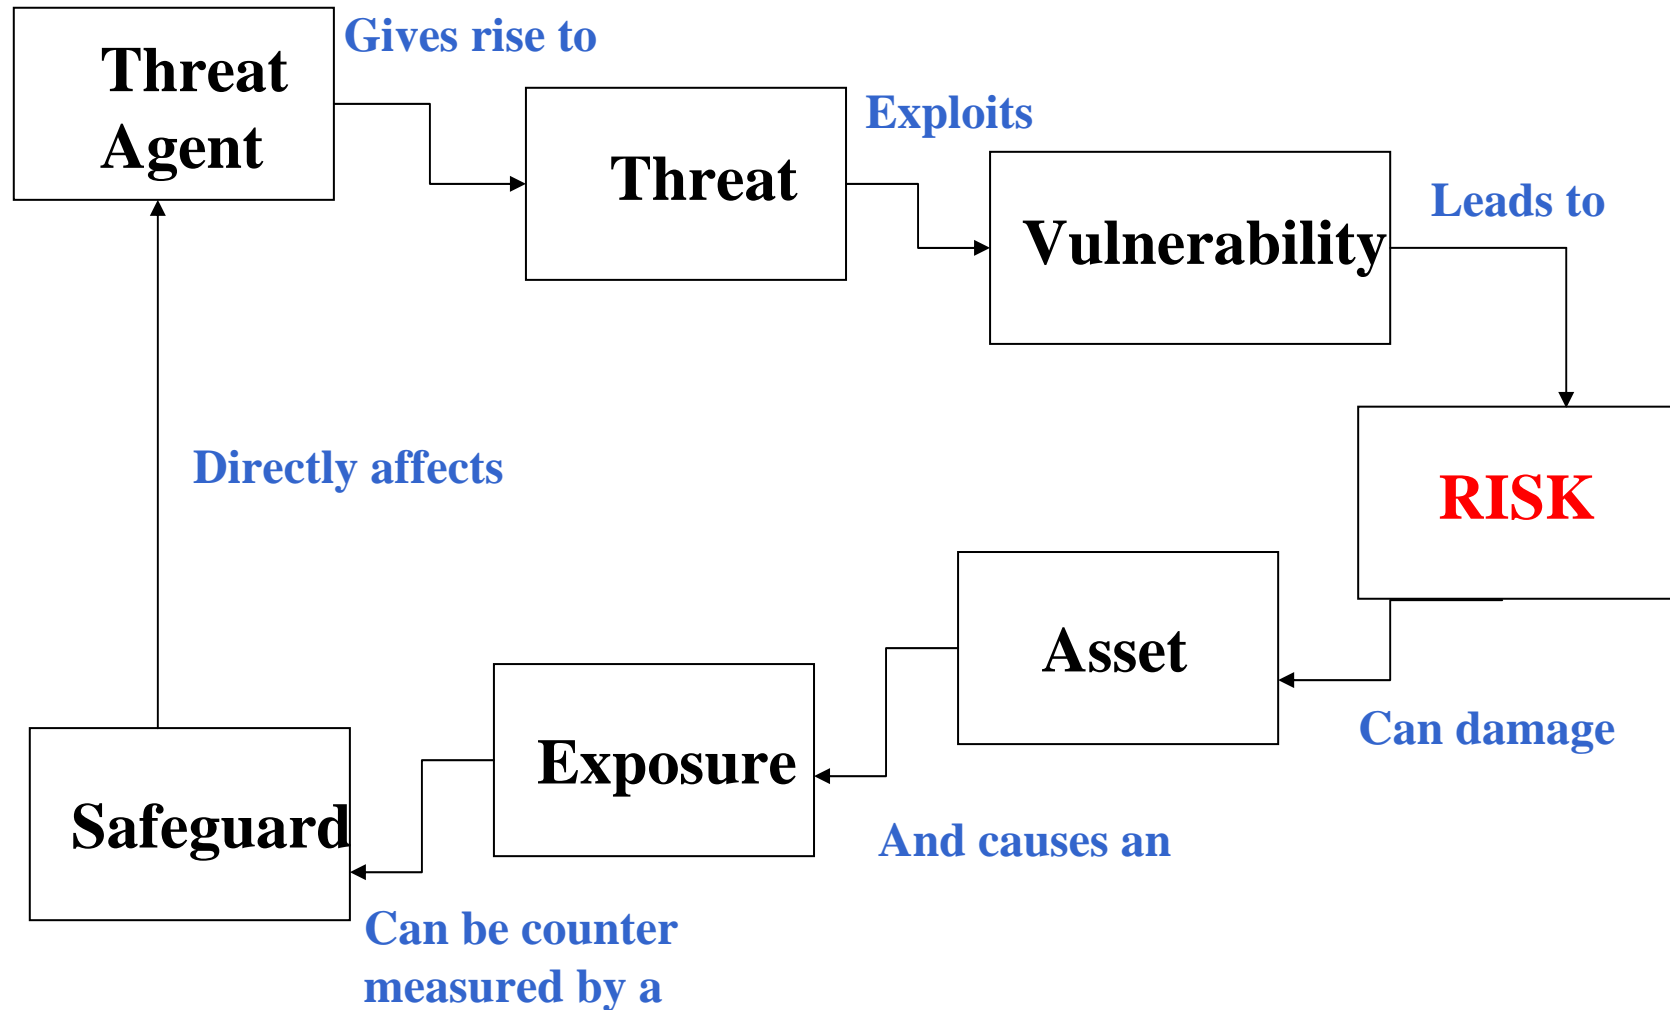 Threat
Agent
Gives rise to
Threat
Exploits
Vulnerability
Leads to
RISK
Can damage
Asset
And causes an
Exposure
Can be counter
measured by a
Safeguard
Directly affects